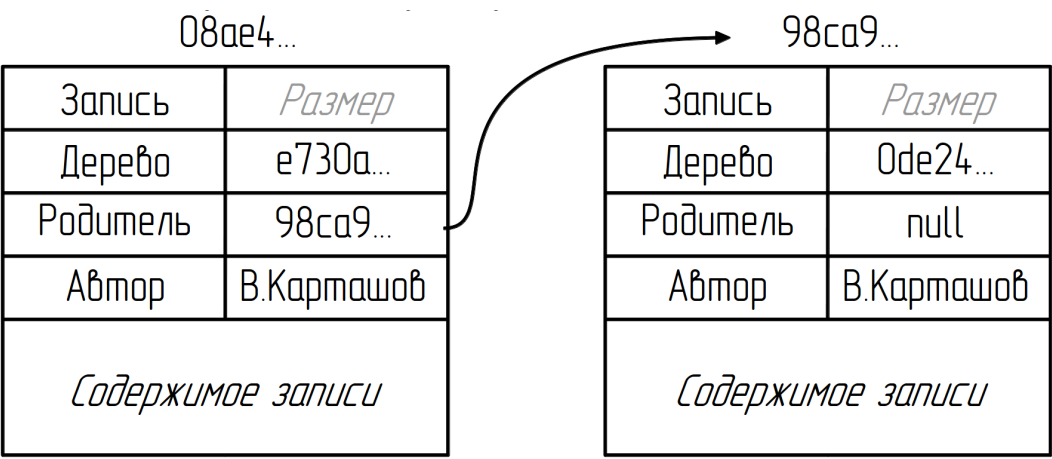 08ae4...
Запись Размер
Дерево e730a...
Родитель 98ca9...
Автор В.Карташов
Содержимое записи
98ca9...
Запись Размер
Дерево 0de24...
Родитель null
Автор В.Карташов
Содержимое записи